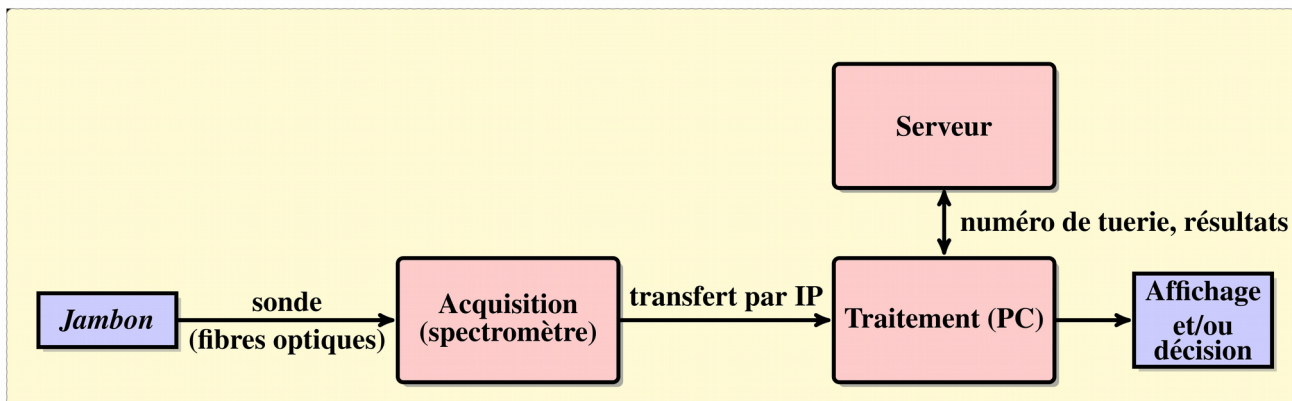 Serveur
numéro de tuerie, résultats
Jambon
sonde
(fibres optiques)
Acquisition
(spectromètre)
transfert par IP
Traitement (PC)
Affichage
et/ou
décision